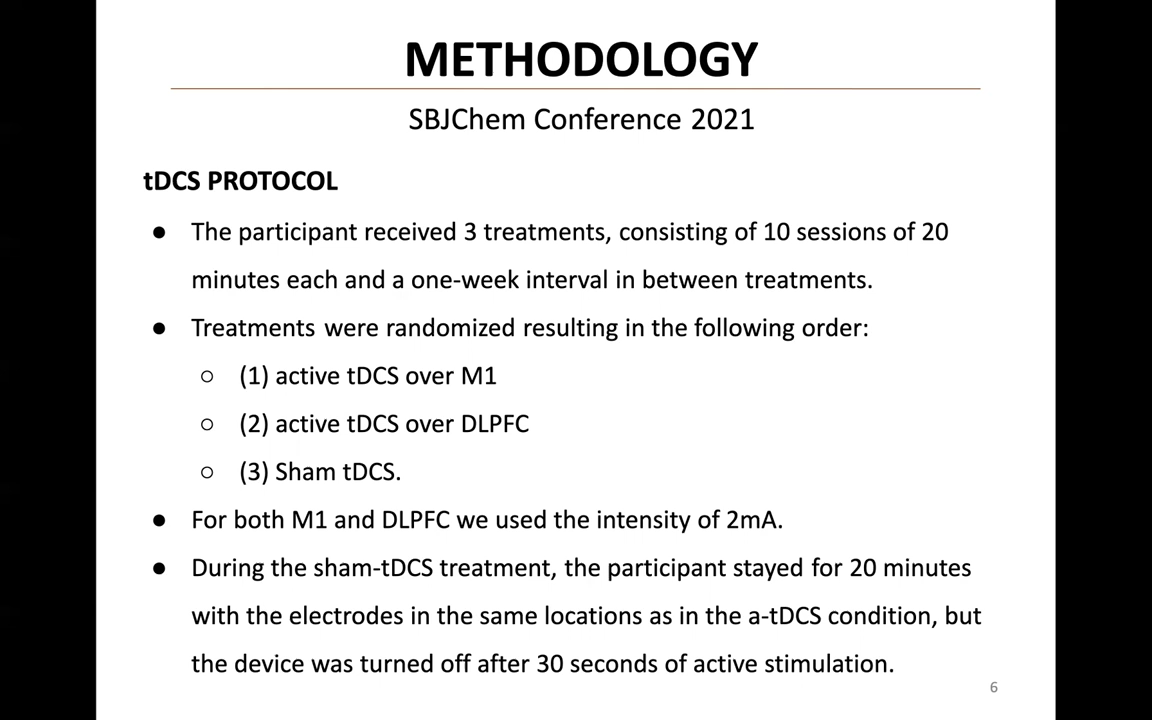 METHODOLOGY
SBJChem Conference 2021
tDCS PROTOCOL
● The participant received 3 treatments, consisting of 10 sessions of 20
minutes each and a one-week interval in between treatments.
● Treatments were randomized resulting in the following order:
○ (1) active tDCS over M1
○ (2) active tDCS over DLPFC
○ (3) Sham tDCS.
● For both M1 and DLPFC we used the intensity of 2mA.
● During the sham-tDCS treatment, the participant stayed for 20 minutes
with the electrodes in the same locations as in the a-tDCS condition, but
the device was turned off after 30 seconds of active stimulation.
6